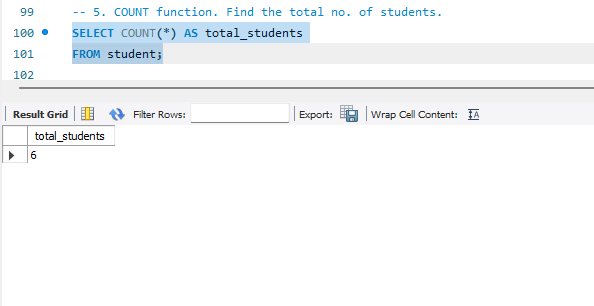 99 -- 5. COUNT function. Find the total no. of students.
100 SELECT COUNT(*) AS total_students
101 FROM student;
102
Result Grid Filter Rows: Export: Wrap Cell Content: IA
total_students
6